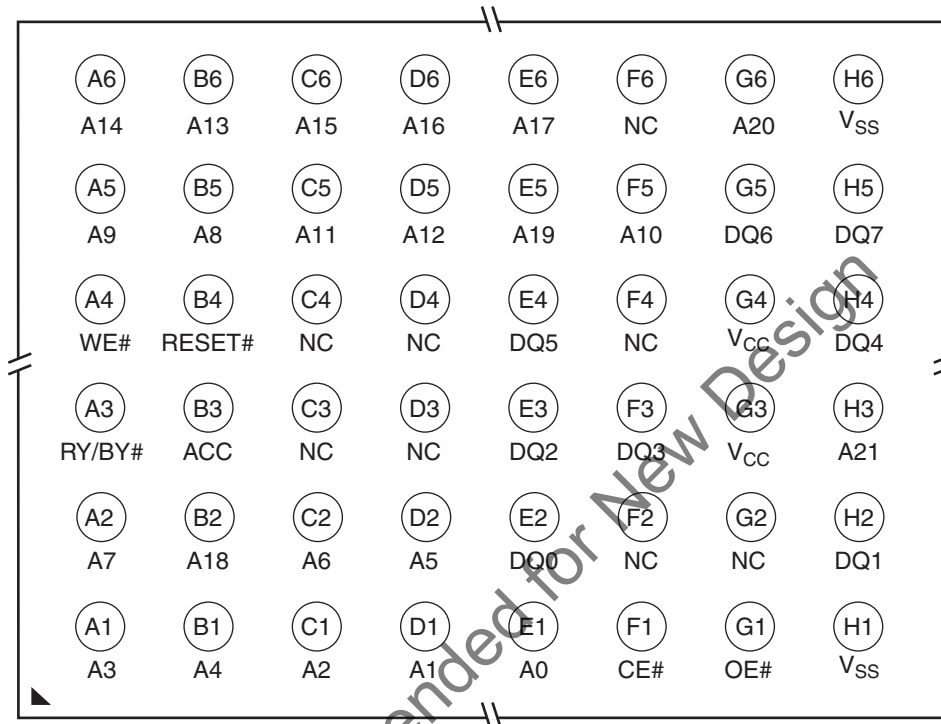 A6 B6 C6 D6 E6 F6 G6 H6
A14 A13 A15 A16 A17 NC A20 VSS
A5 B5 C5 D5 E5 F5 G5 H5
A9 A8 A11 A12 A19 A10 DQ6 DQ7
A4 B4 C4 D4 E4 F4 G4 H4
WE# RESET# NC NC DQ5 NC VCC DQ4
A3 B3 C3 D3 E3 F3 G3 H3
RY/BY# ACC NC NC DQ2 DQ3 VCC A21
A2 B2 C2 D2 E2 F2 G2 H2
A7 A18 A6 A5 DQ0 NC NC DQ1
A1 B1 C1 D1 E1 F1 G1 H1
A3 A4 A2 A1 A0 CE# OE# VSS
for New Design